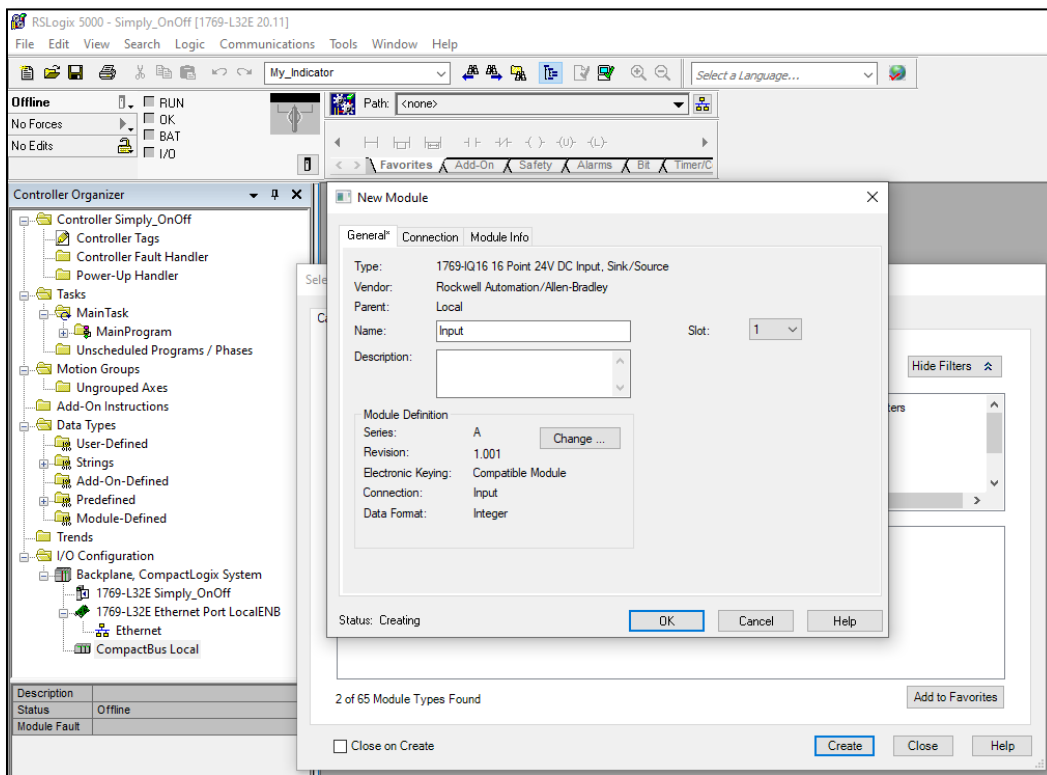 RSLogix 5000 - Simply_OnOff [1769-L32E 20.11]
File Edit View Search Logic Communications Tools Window Help
My_Indicator
Select a Language...
Offline
RUN
No Forces
OK
BAT
No Edits
I/O
Path: <none>
Favorites Add-On Safety Alarms Bit Timer/C
Controller Organizer
Controller Simply_OnOff
Controller Tags
Controller Fault Handler
Power-Up Handler
Tasks
MainTask
MainProgram
Unscheduled Programs / Phases
Motion Groups
Ungrouped Axes
Add-On Instructions
Data Types
User-Defined
Strings
Add-On-Defined
Predefined
Module-Defined
Trends
I/O Configuration
Backplane, CompactLogix System
1769-L32E Simply_OnOff
1769-L32E Ethernet Port LocalENB
Ethernet
CompactBus Local
Description
Status Offline
Module Fault
New Module
General* Connection Module Info
Type: 1769-IQ16 16 Point 24V DC Input, Sink/Source
Vendor: Rockwell Automation/Allen-Bradley
Parent: Local
Name: Input Slot: 1
Description:
Module Definition
Series: A Change ...
Revision: 1.001
Electronic Keying: Compatible Module
Connection: Input
Data Format: Integer
Status: Creating OK Cancel Help
Sele
Ca
Hide Filters
ters
2 of 65 Module Types Found
Add to Favorites
Close on Create
Create Close Help